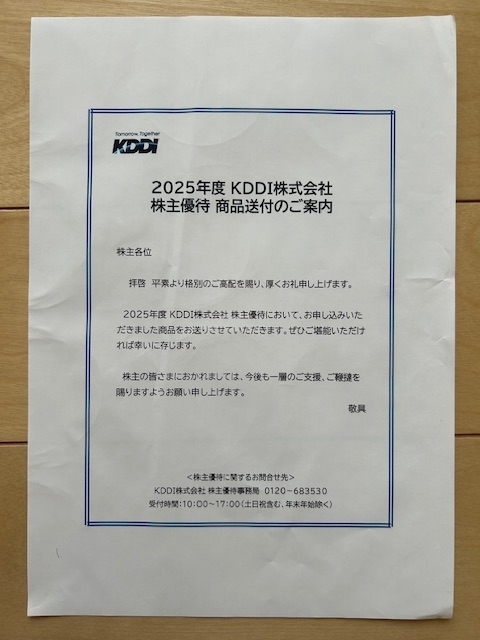 Tomorrow, Together
KDDI
2025年度 KDDI株式会社
株主優待 商品送付のご案内
株主各位
拝啓 平素より格別のご高配を賜り、厚くお礼申し上げます。
2025年度 KDDI株式会社 株主優待において、お申し込みいた
だきました商品をお送りさせていただきます。ぜひご堪能いただけ
れば幸いに存じます。
株主の皆さまにおかれましては、今後も一層のご支援、ご鞭撻を
賜りますようお願い申し上げます。
敬具
<株主優待に関するお問合せ先>
KDDI株式会社 株主優待事務局 0120-683530
受付時間:10:00~17:00(土日祝含む、年末年始除く)